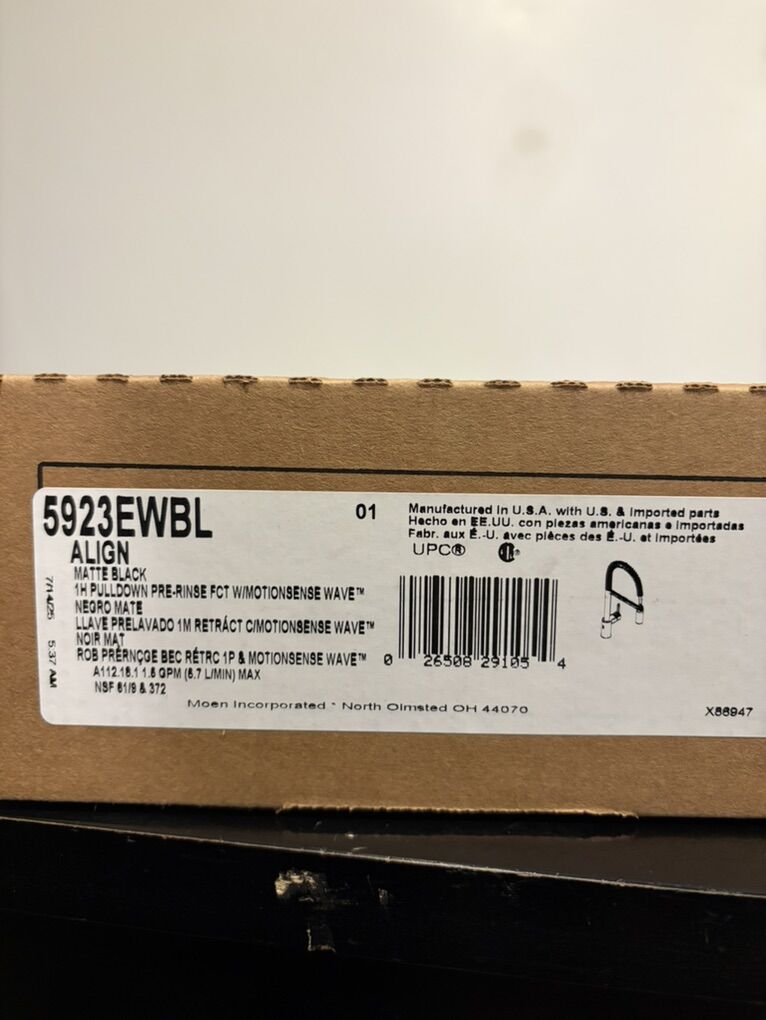 5923EWBL
01
ALIGN
MATTE BLACK
1H PULLDOWN PRE-RINSE FCT W/MOTIONSENSE WAVE™
NEGRO MATE
LLAVE PRELAVADO 1M RETRÁCT C/MOTIONSENSE WAVE™
NOIR MAT
ROB PRÉRNÇGE BEC RÉTRC 1P & MOTIONSENSE WAVE™
A112.18.1 1.5 GPM (5.7 L/MIN) MAX
NSF 61/9 & 372
Manufactured in U.S.A. with U.S. & imported parts
Hecho en EE.UU. con piezas americanas e importadas
Fabr. aux É.-U. avec pièces des É.-U. et importées
UPC®
0 26508 29105 4
Moen Incorporated * North Olmsted OH 44070
X86947
5:37 AM